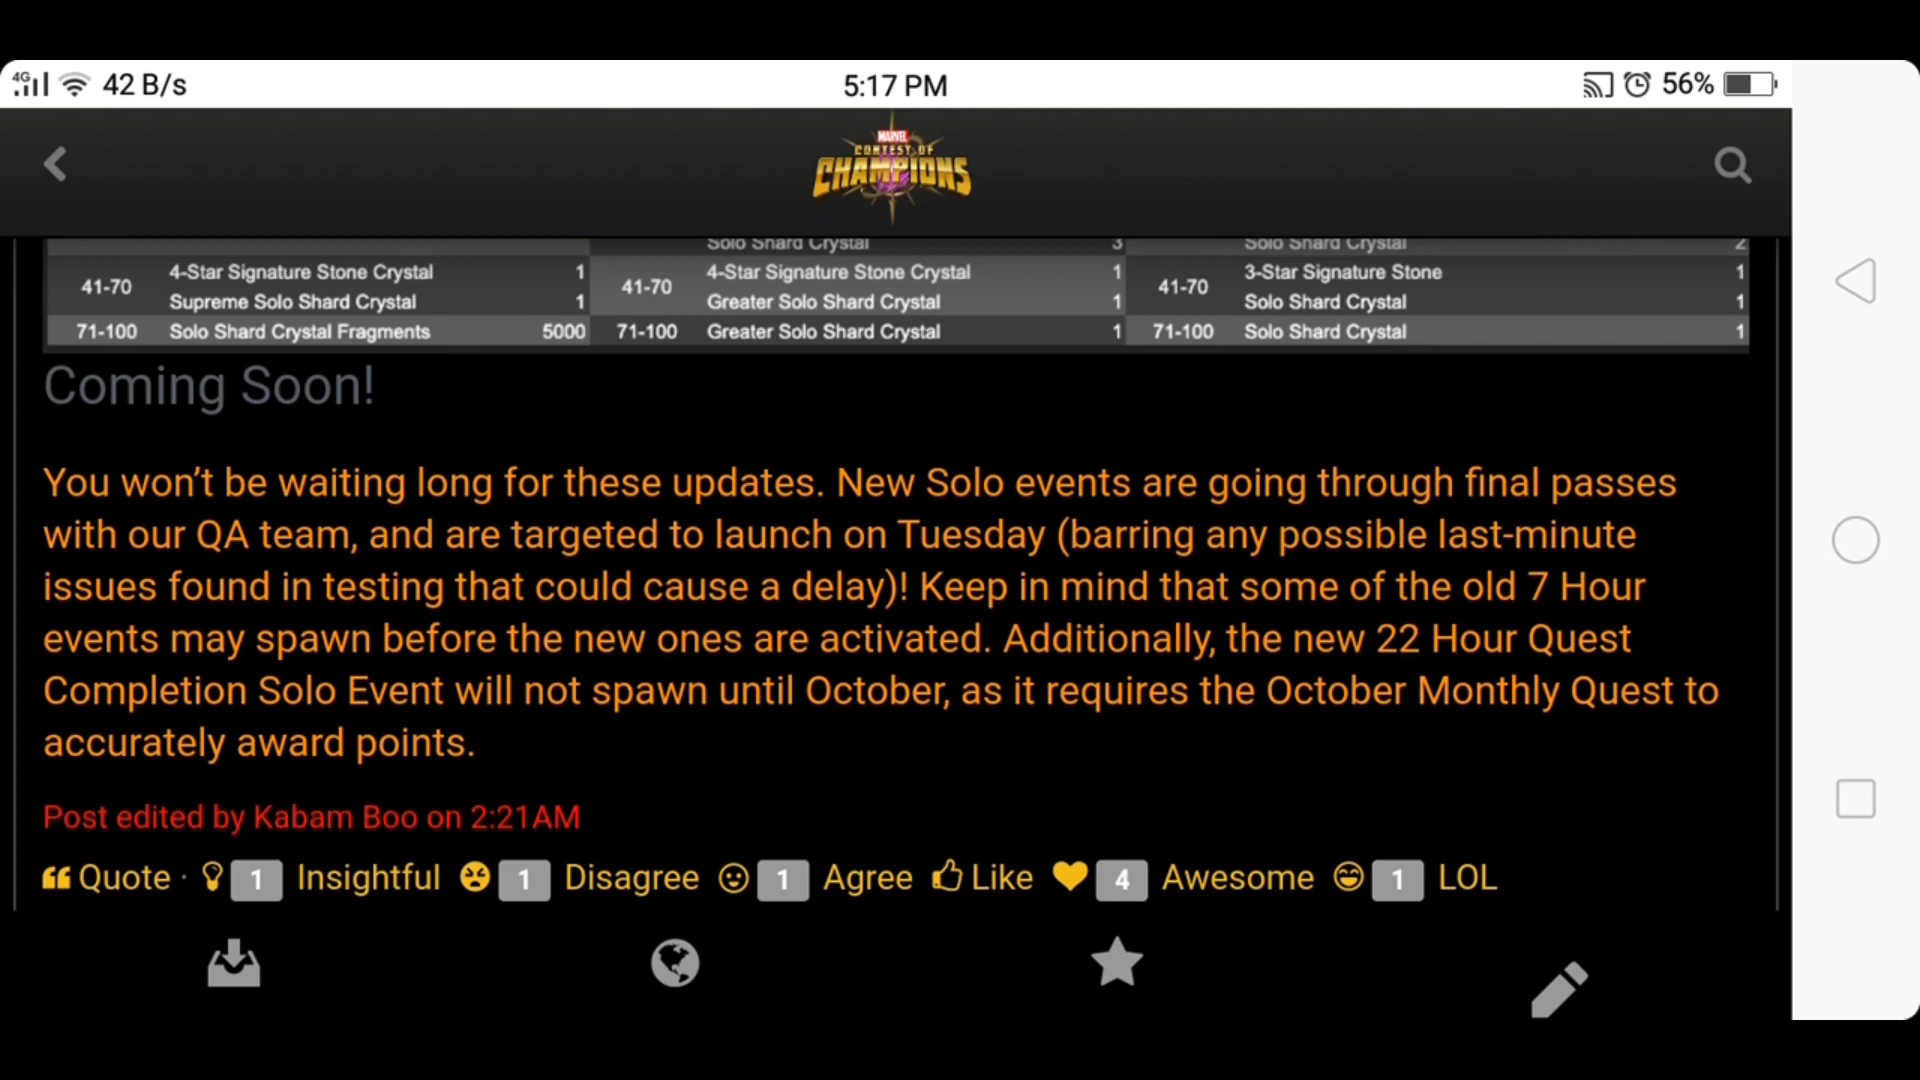 4G 42 B/s 5:17 PM 56%
MARVEL
CONTEST OF
CHAMPIONS
Solo Shard Crystal 3 Solo Shard Crystal 2
41-70 4-Star Signature Stone Crystal 1 41-70 4-Star Signature Stone Crystal 1 41-70 3-Star Signature Stone 1
Supreme Solo Shard Crystal 1 Greater Solo Shard Crystal 1 Solo Shard Crystal 1
71-100 Solo Shard Crystal Fragments 5000 71-100 Greater Solo Shard Crystal 1 71-100 Solo Shard Crystal 1
Coming Soon!
You won’t be waiting long for these updates. New Solo events are going through final passes
with our QA team, and are targeted to launch on Tuesday (barring any possible last-minute
issues found in testing that could cause a delay)! Keep in mind that some of the old 7 Hour
events may spawn before the new ones are activated. Additionally, the new 22 Hour Quest
Completion Solo Event will not spawn until October, as it requires the October Monthly Quest to
accurately award points.
Post edited by Kabam Boo on 2:21AM
Quote · 1 Insightful 1 Disagree 1 Agree Like 4 Awesome 1 LOL